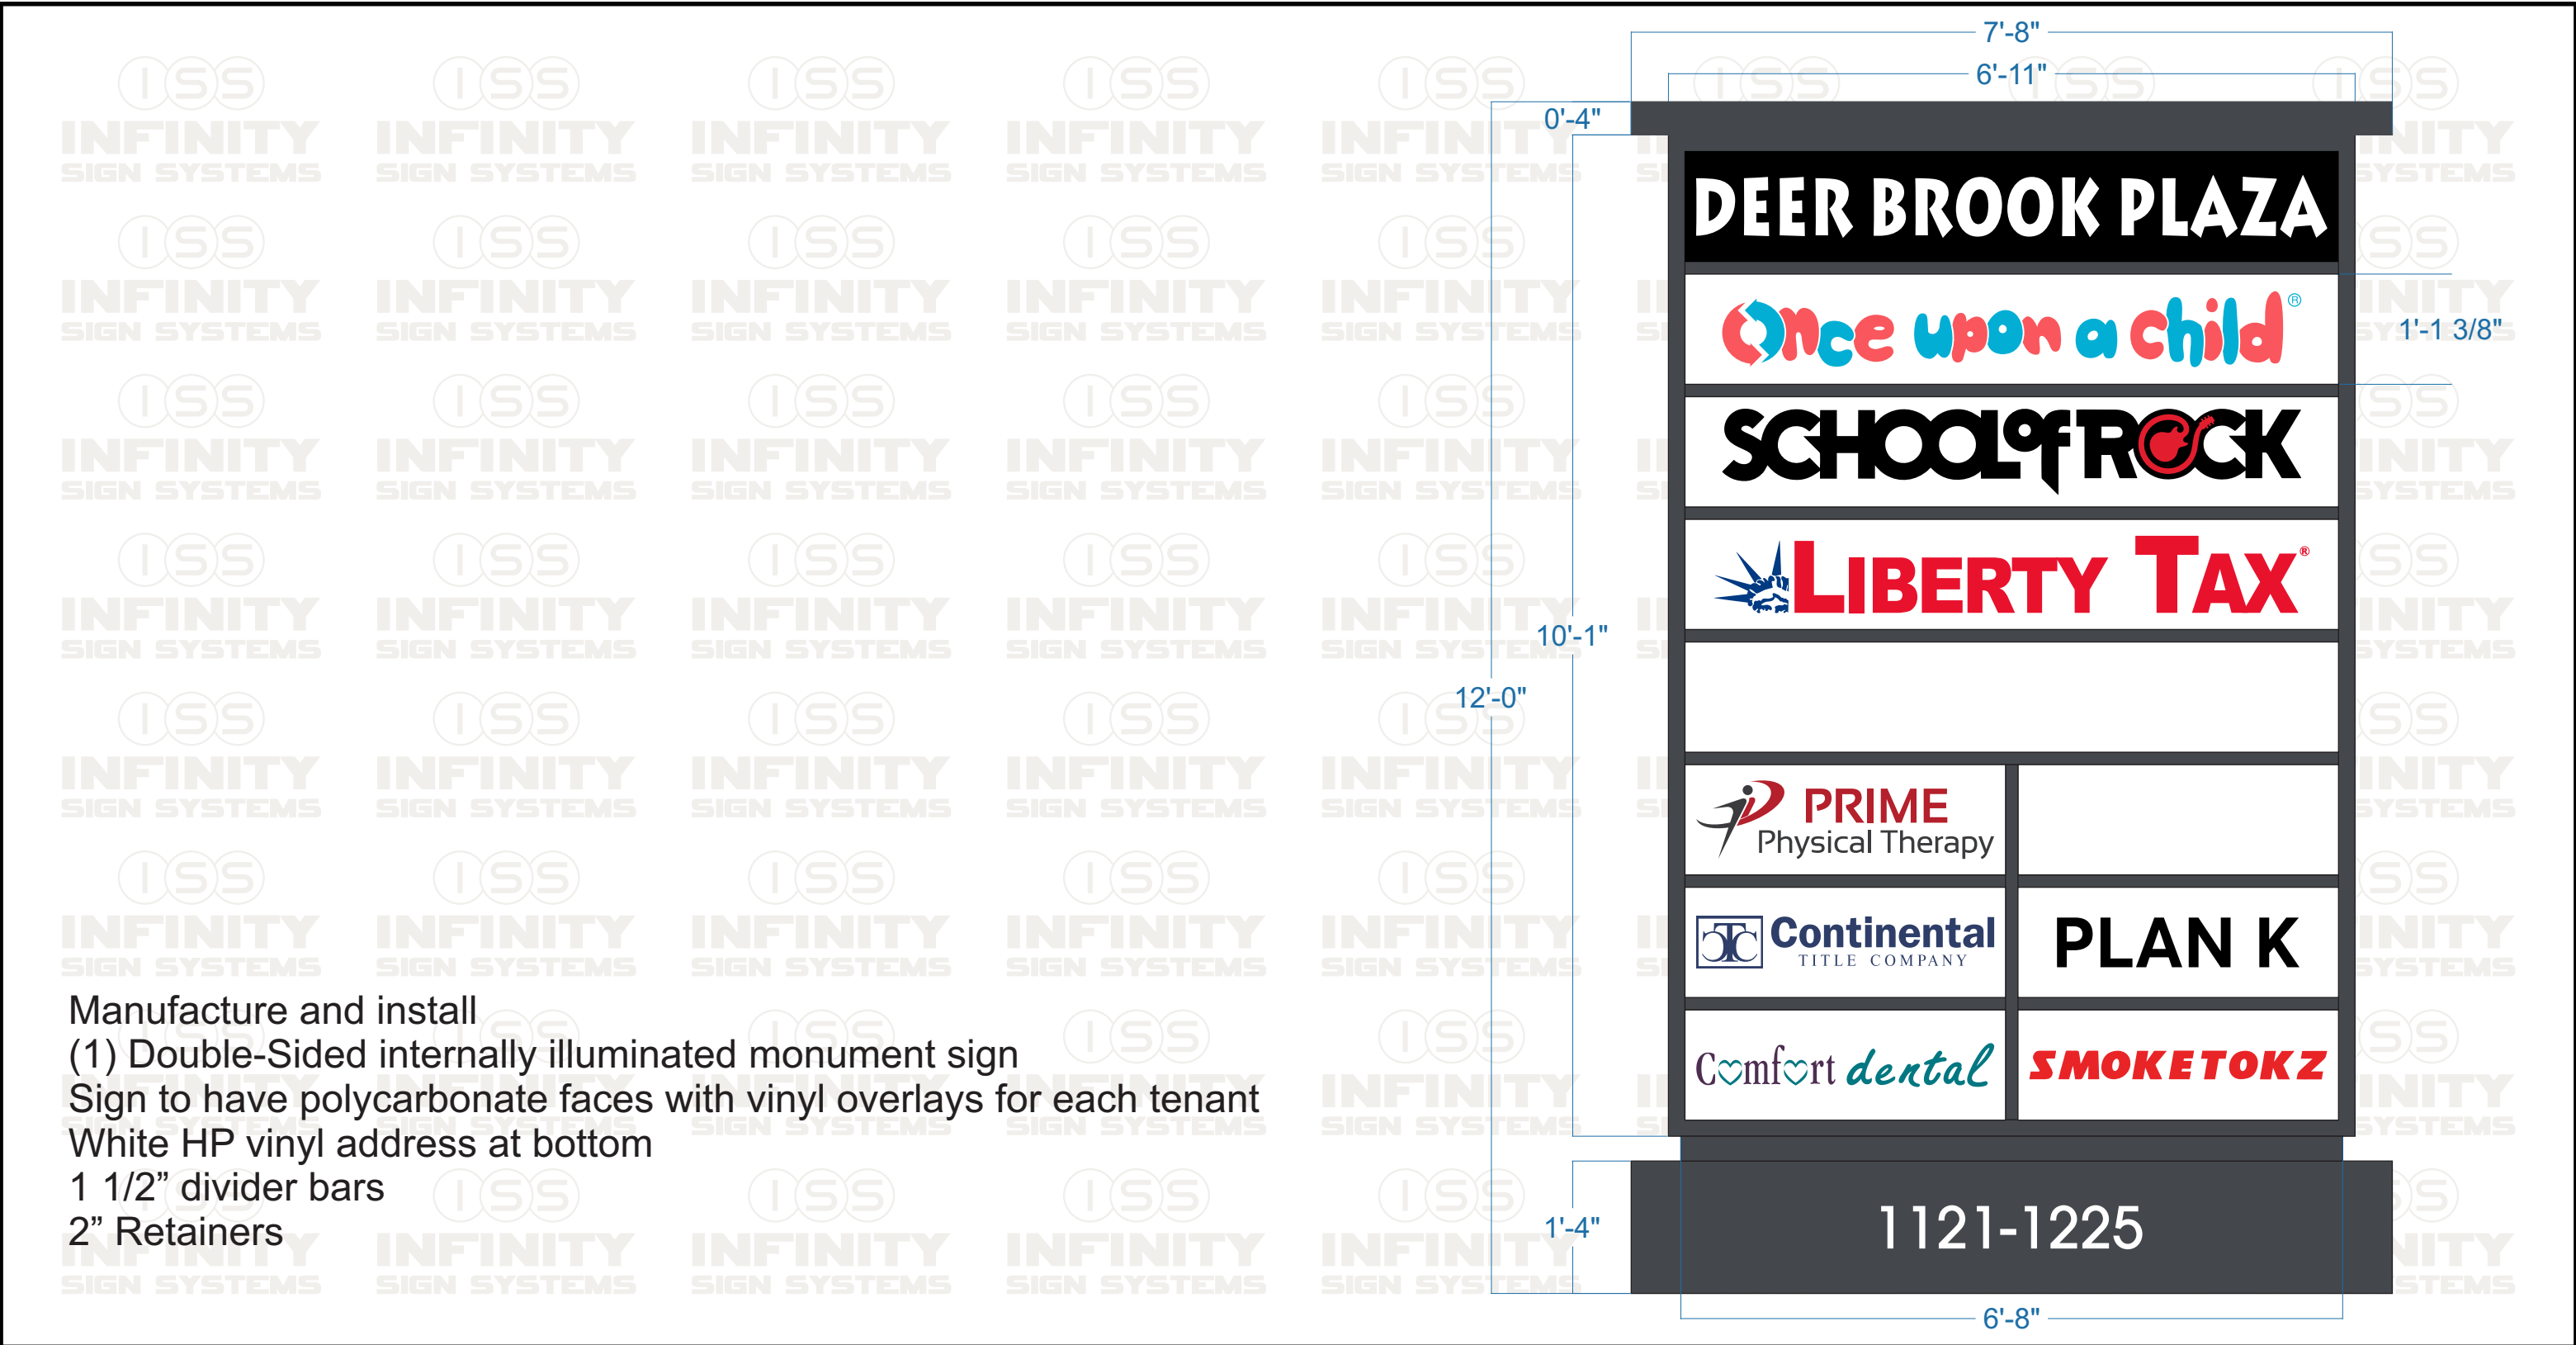 7'-8"
6'-11"
0'-4"
DEER BROOK PLAZA
Once upon a child®
1'-1 3/8"
SCHOOL of ROCK
LIBERTY TAX®
10'-1"
12'-0"
PRIME
Physical Therapy
CTC Continental
TITLE COMPANY
PLAN K
Comfort dental
SMOKETOKZ
1'-4"
1121-1225
6'-8"
Manufacture and install
(1) Double-Sided internally illuminated monument sign
Sign to have polycarbonate faces with vinyl overlays for each tenant
White HP vinyl address at bottom
1 1/2” divider bars
2” Retainers
ISS
INFINITY
SIGN SYSTEMS